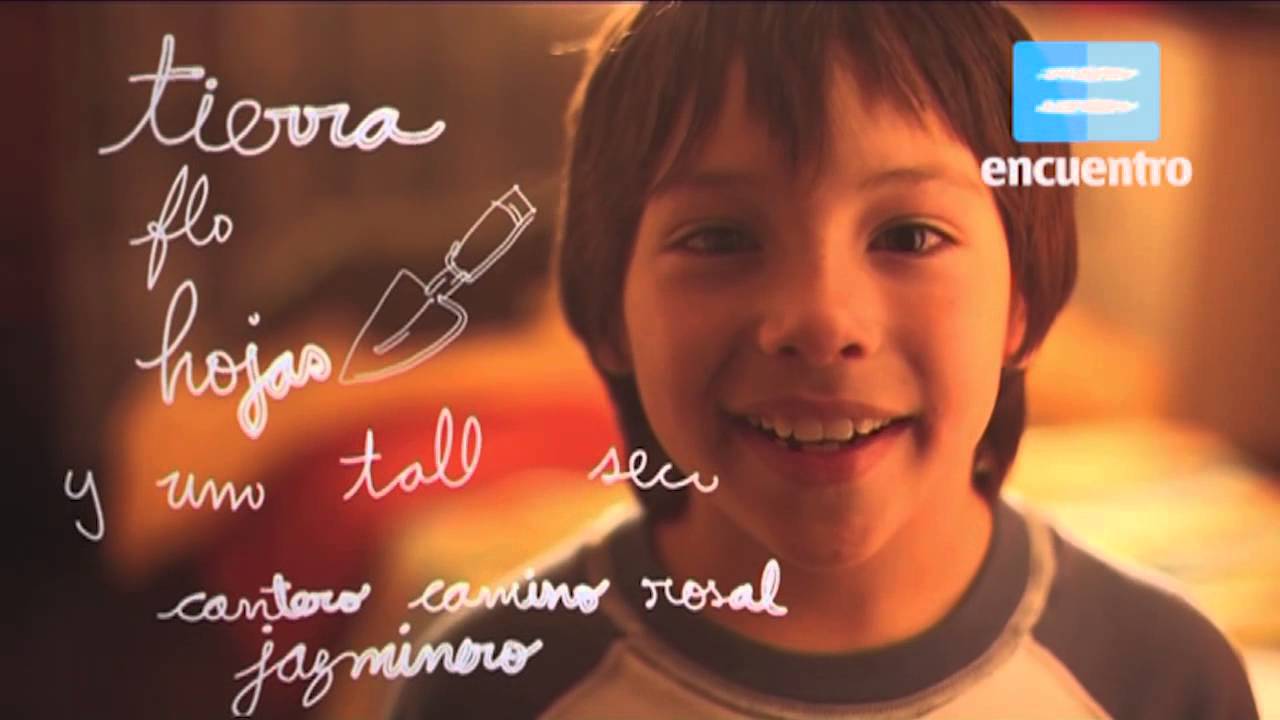 tierra
encuentro
flo
hojas
y uno tall seco
cantero camino rosal
jazminero